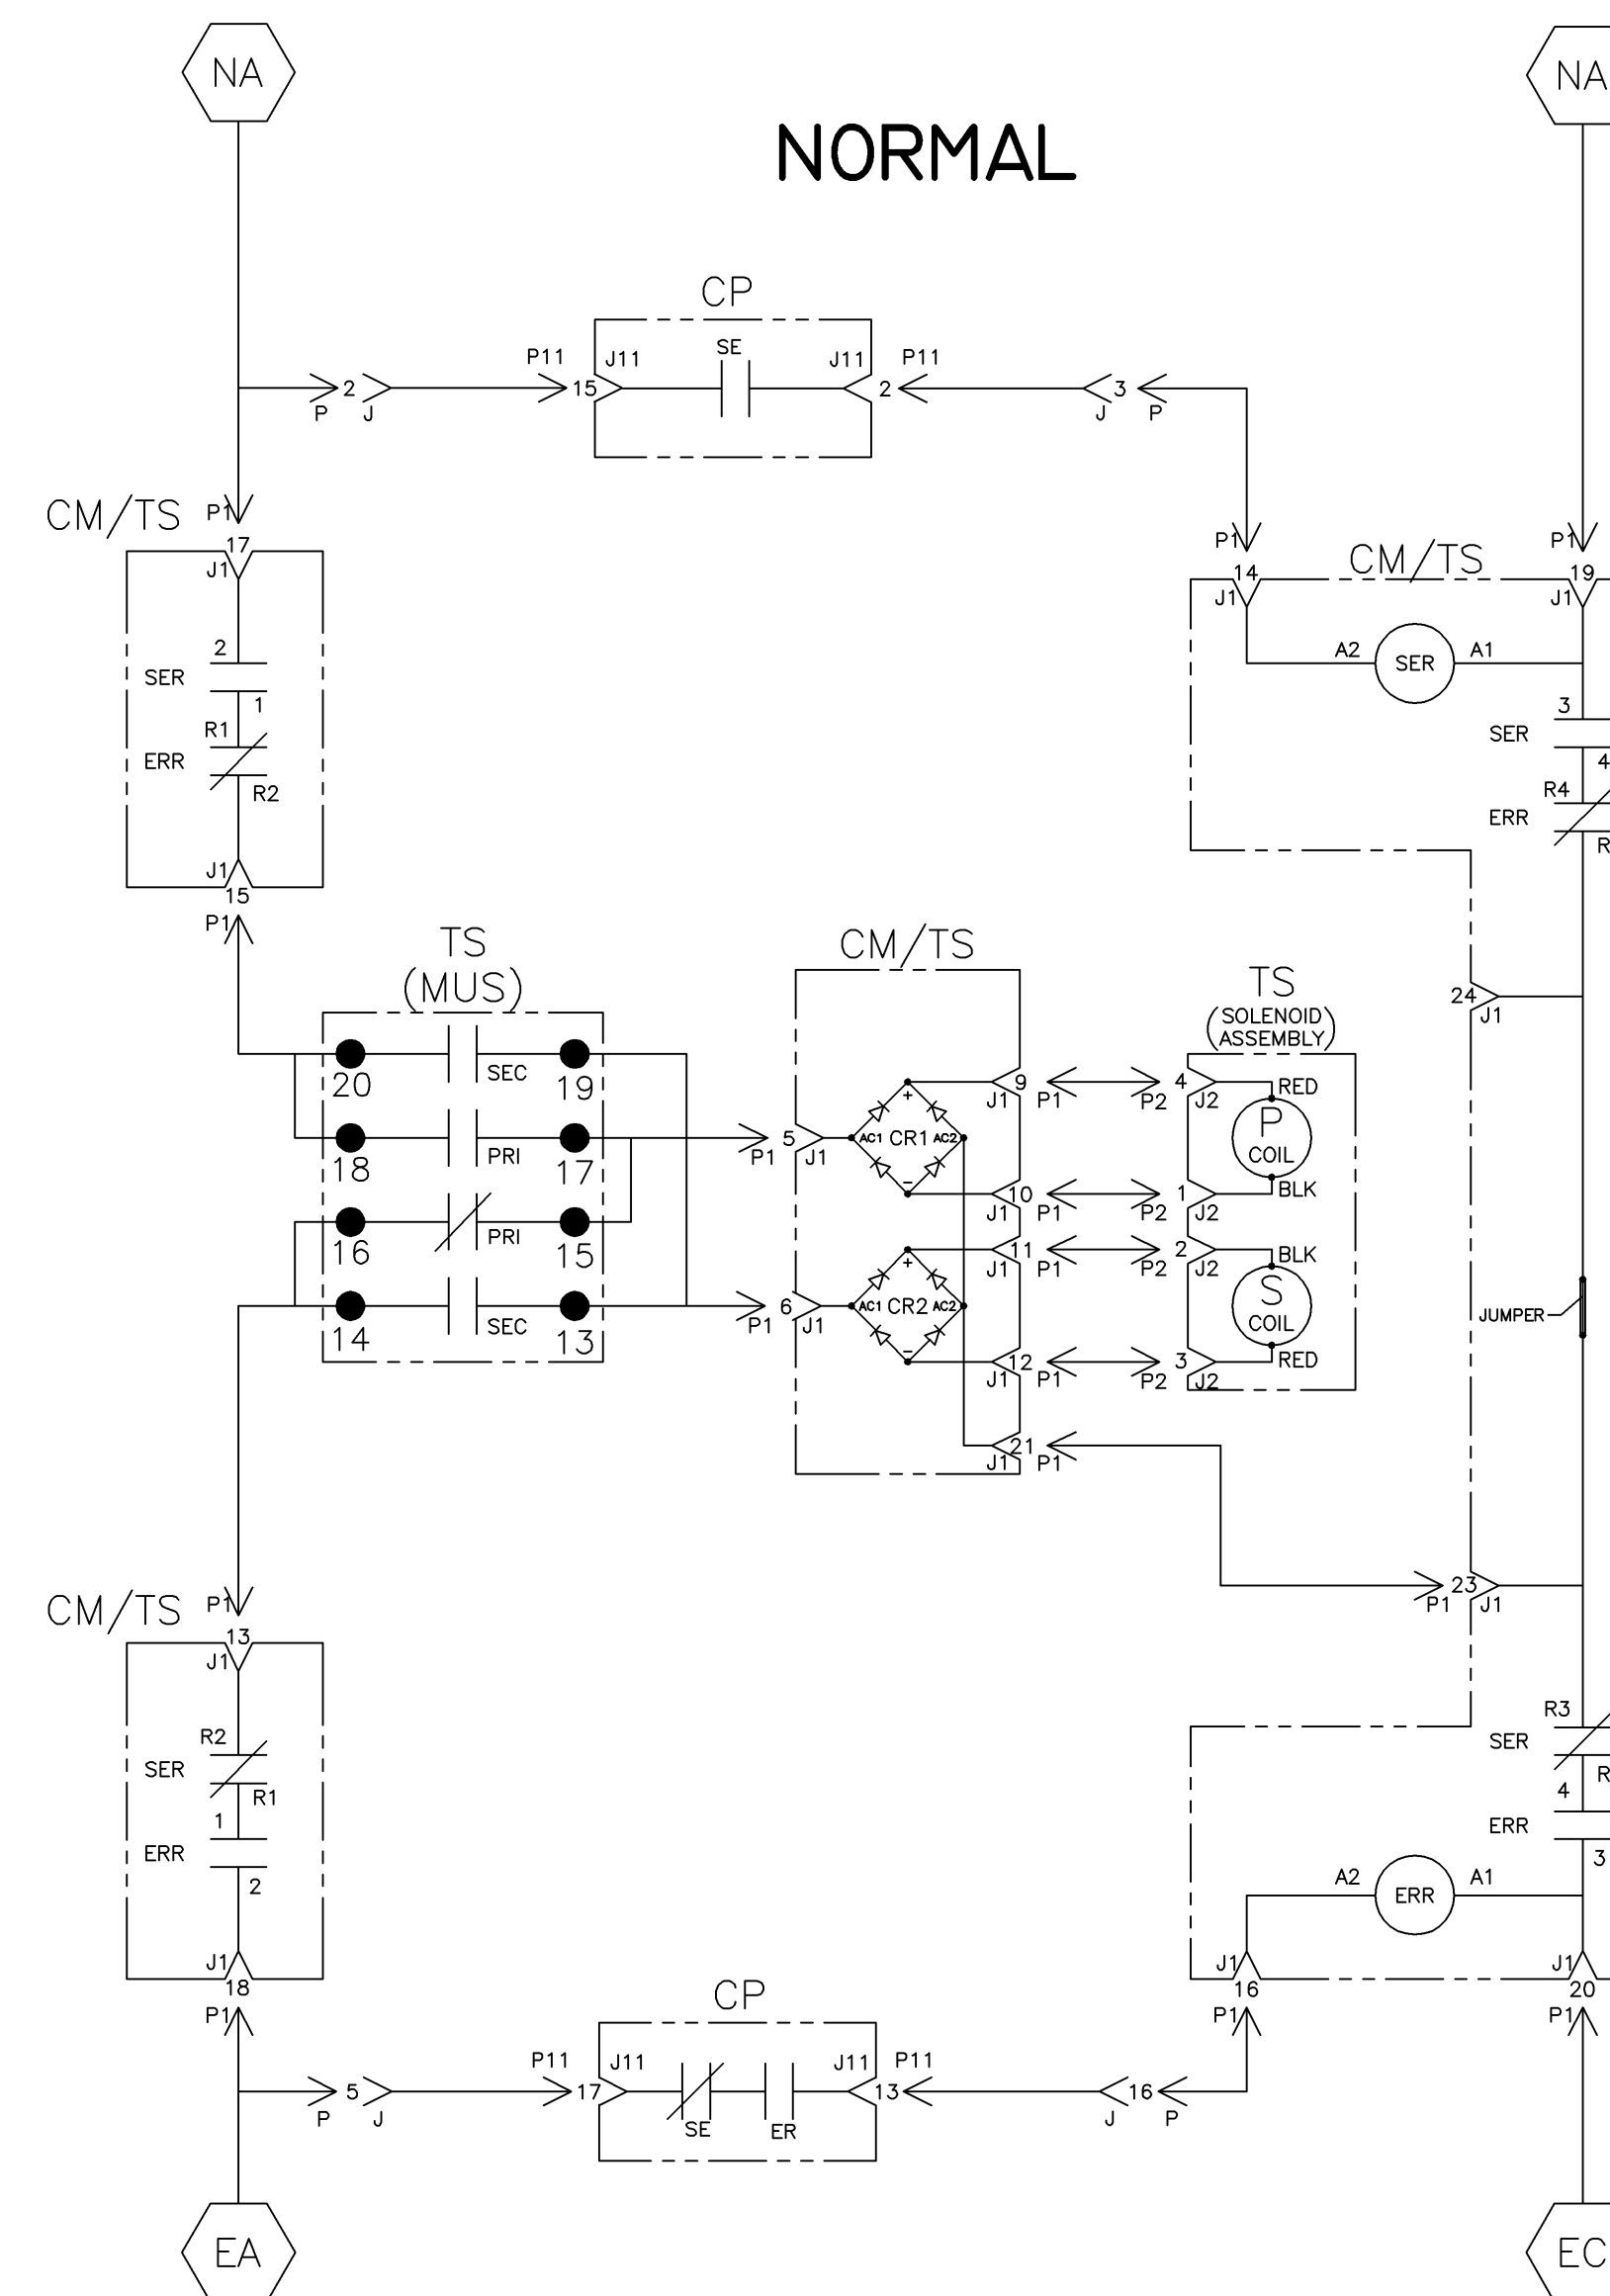 NA
NA
NORMAL
CP
SE
P11 J11 J11 P11
2 15 2 3
P J J P
CM/TS P1
17
J1
P1 CM/TS P1
14 19
J1 J1
2
SER
1
R1
ERR
R2
J1
15
P1
A2 SER A1
3
SER
4
R4
ERR
R
TS
(MUS)
20 SEC 19
18 PRI 17
16 PRI 15
14 SEC 13
CM/TS
5
P1 J1
AC1 CR1 AC2
+
−
6
P1 J1
AC1 CR2 AC2
+
−
9
J1 P1
10
J1 P1
11
J1 P1
12
J1 P1
21
J1 P1
TS
(SOLENOID
ASSEMBLY)
4 RED
P2 J2
P
COIL
1 BLK
P2 J2
2 BLK
P2 J2
S
COIL
3 RED
P2 J2
24
J1
JUMPER
23
P1 J1
CM/TS P1
13
J1
R2
SER
R1
1
ERR
2
J1
18
P1
R3
SER
R
4
ERR
3
A2 ERR A1
J1 J1
16 20
P1 P1
CP
P11 J11 J11 P11
5 17 13 16
P J SE ER J P
EA
EC